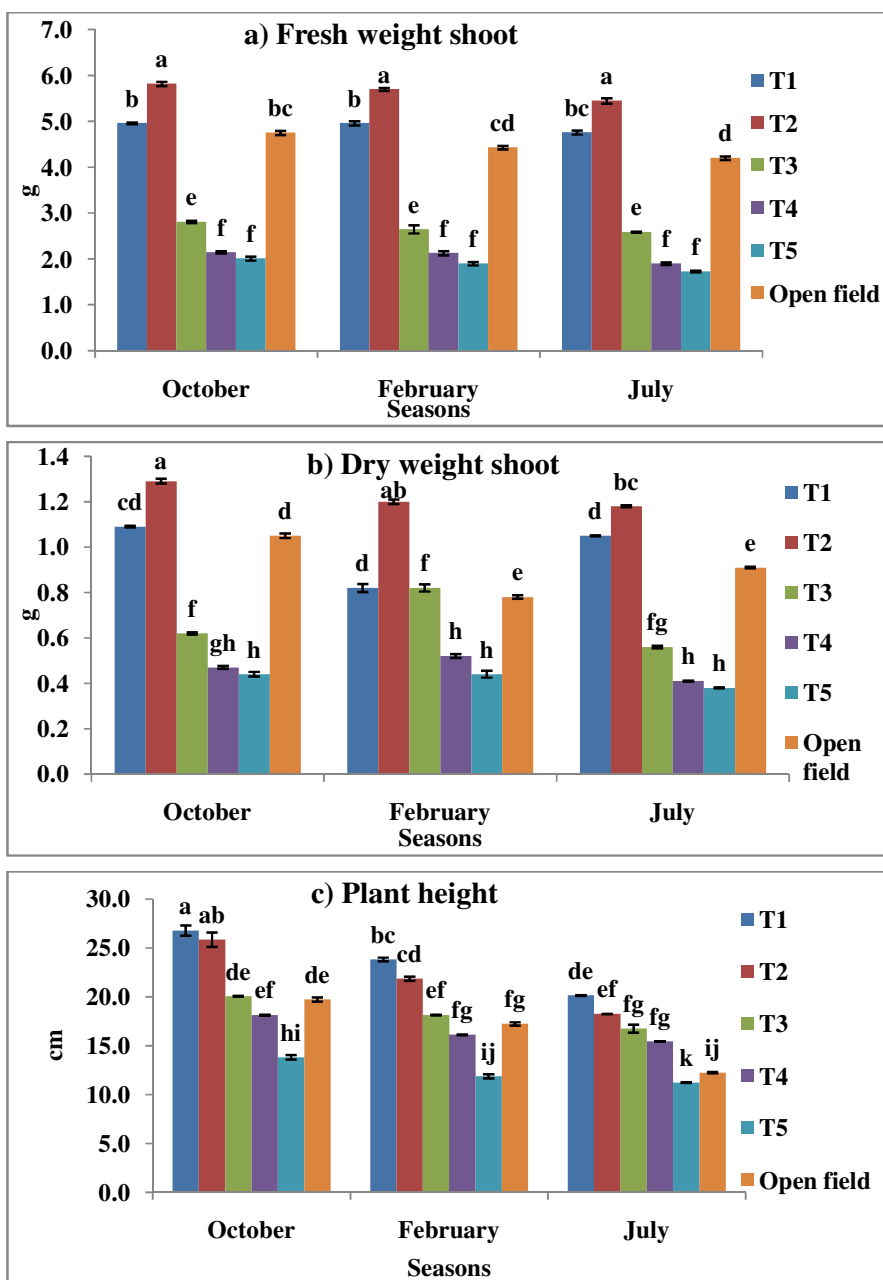 a) Fresh weight shoot
6.0
5.0
4.0
3.0
2.0
1.0
0.0
g
b
a
e
f
f
bc
b
a
e
f
f
cd
bc
a
e
f
f
d
October
February
July
Seasons
T1
T2
T3
T4
T5
Open field
b) Dry weight shoot
1.4
1.2
1.0
0.8
0.6
0.4
0.2
0.0
g
cd
a
f
gh
h
d
d
ab
f
h
h
e
d
bc
fg
h
h
e
October
February
July
Seasons
T1
T2
T3
T4
T5
Open
field
c) Plant height
30.0
25.0
20.0
15.0
10.0
5.0
0.0
cm
a
ab
de
ef
hi
de
bc
cd
ef
fg
ij
fg
de
ef
fg
fg
k
ij
October
February
July
Seasons
T1
T2
T3
T4
T5
Open field